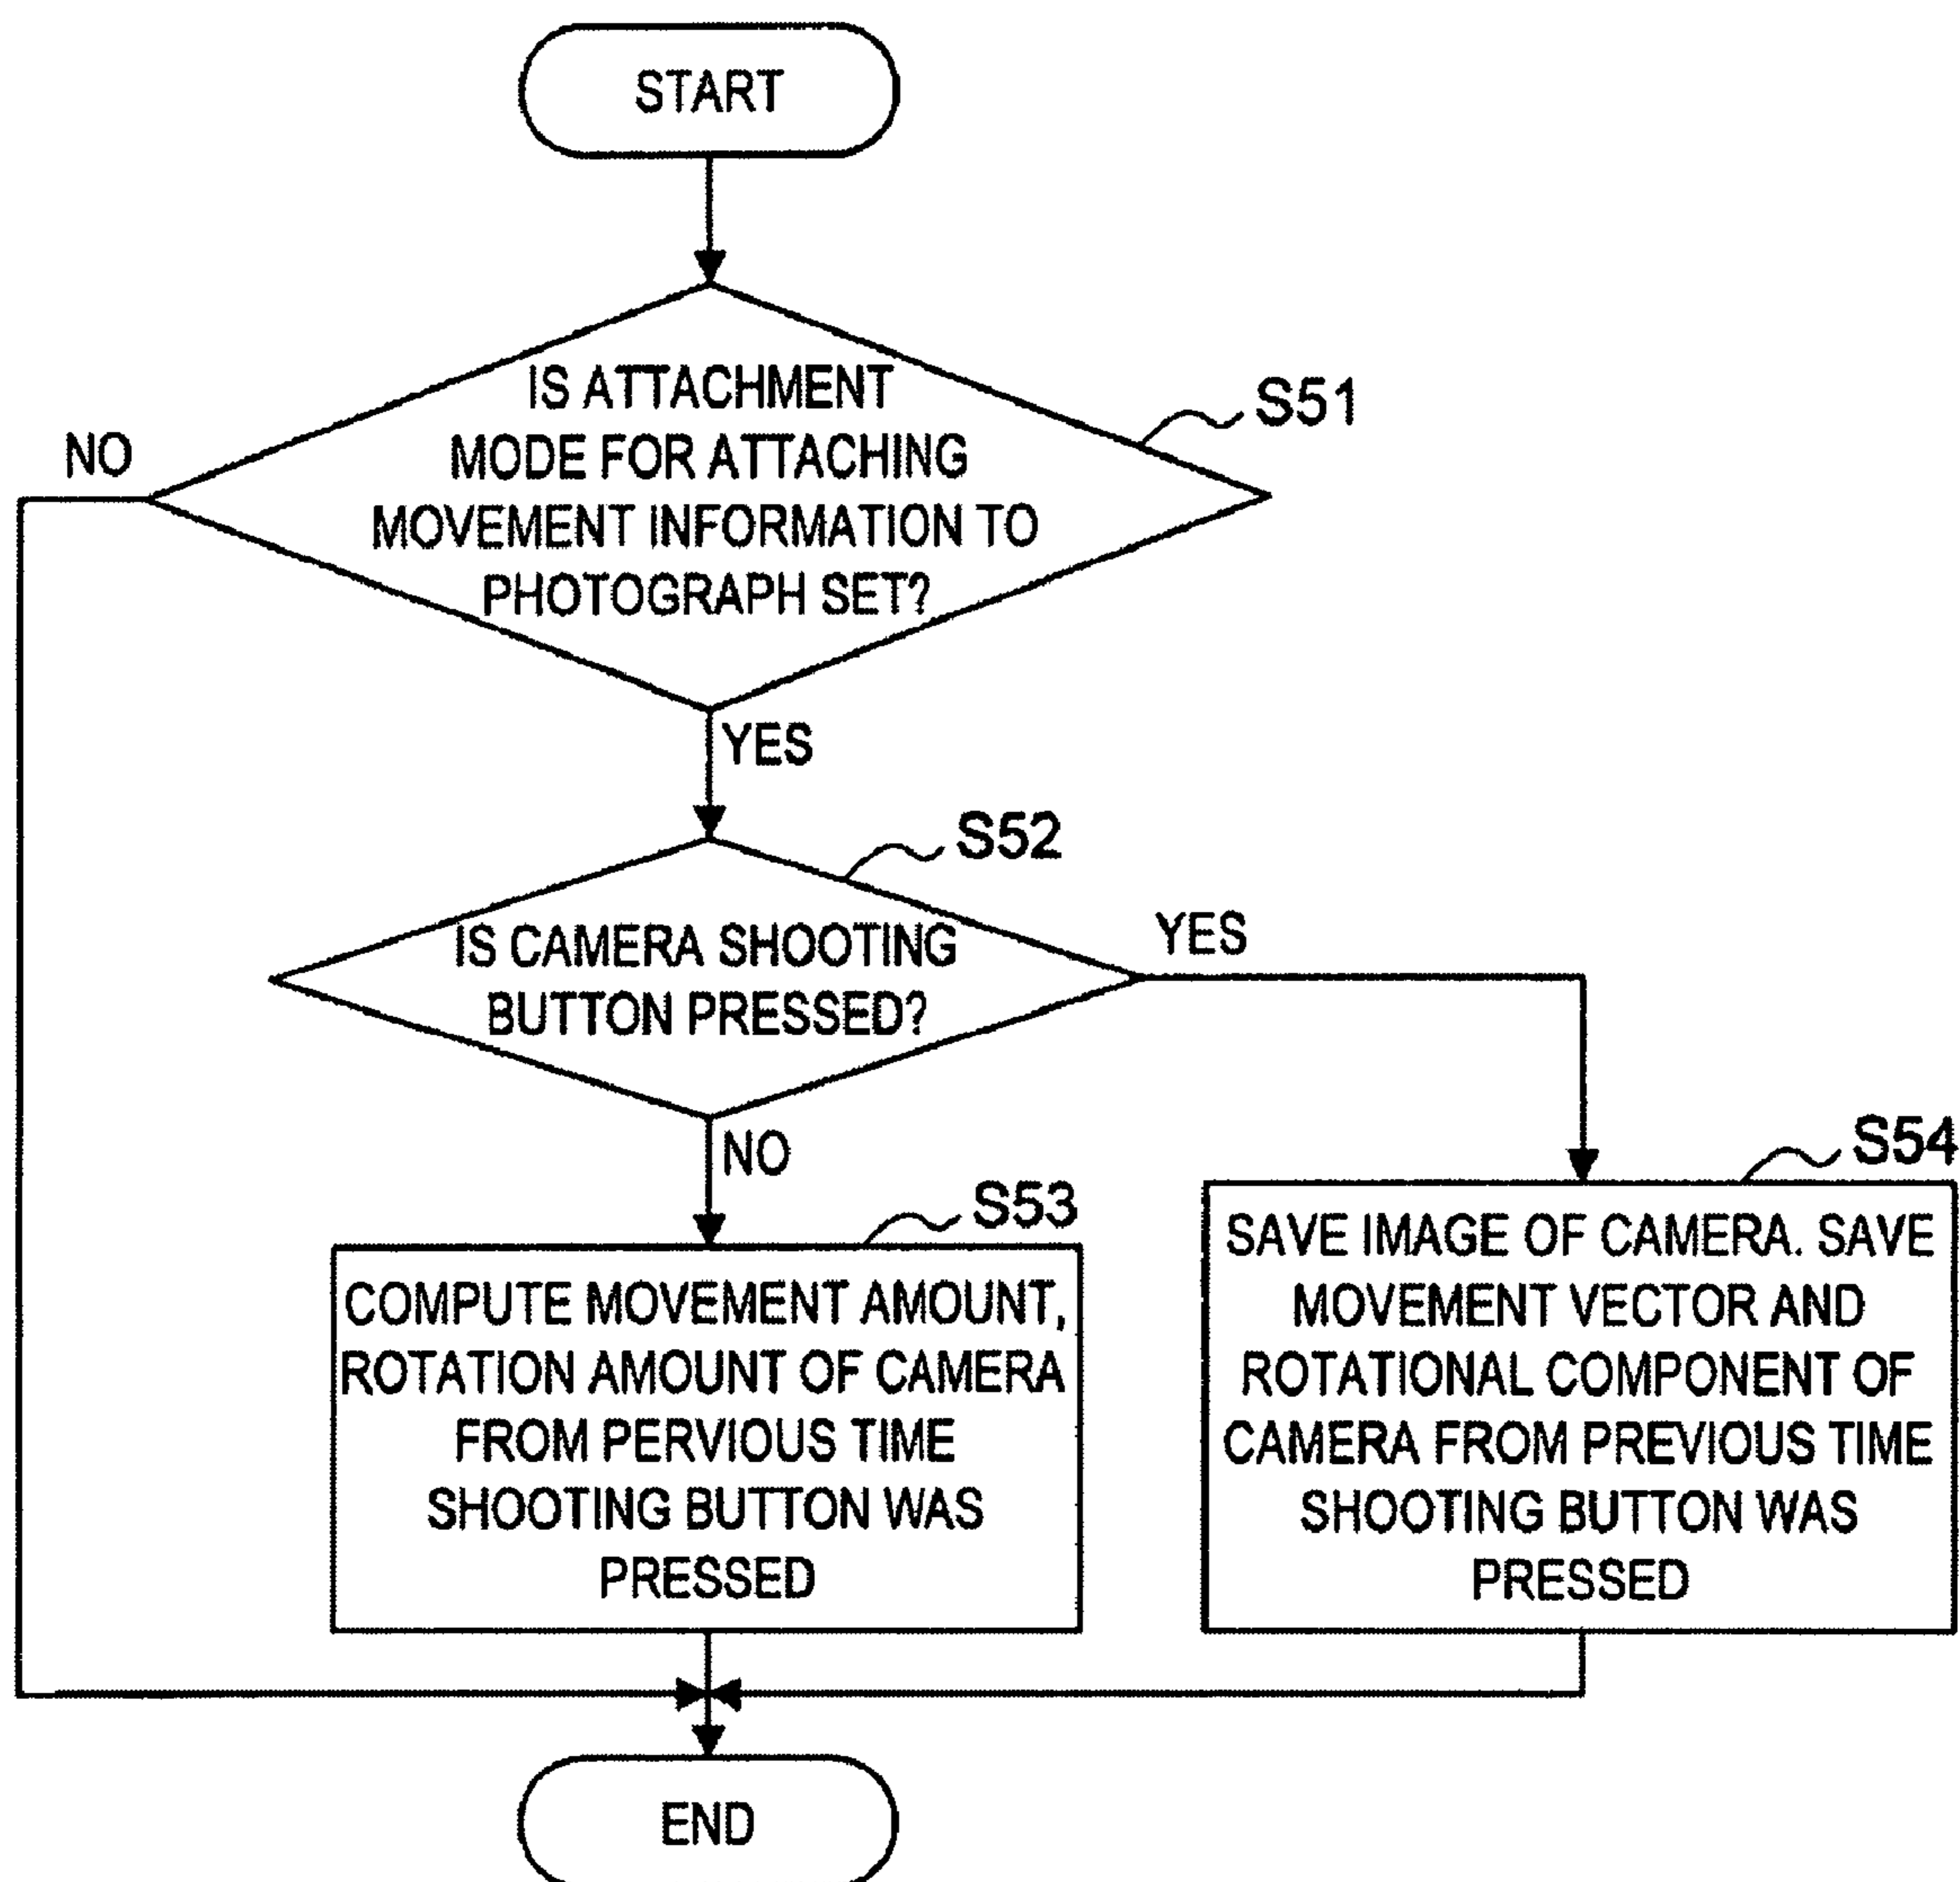 START
IS ATTACHMENT
MODE FOR ATTACHING
MOVEMENT INFORMATION TO
PHOTOGRAPH SET?
S51
NO
YES
S52
IS CAMERA SHOOTING
BUTTON PRESSED?
YES
NO
S53
COMPUTE MOVEMENT AMOUNT,
ROTATION AMOUNT OF CAMERA
FROM PERVIOUS TIME
SHOOTING BUTTON WAS
PRESSED
S54
SAVE IMAGE OF CAMERA. SAVE
MOVEMENT VECTOR AND
ROTATIONAL COMPONENT OF
CAMERA FROM PREVIOUS TIME
SHOOTING BUTTON WAS
PRESSED
END